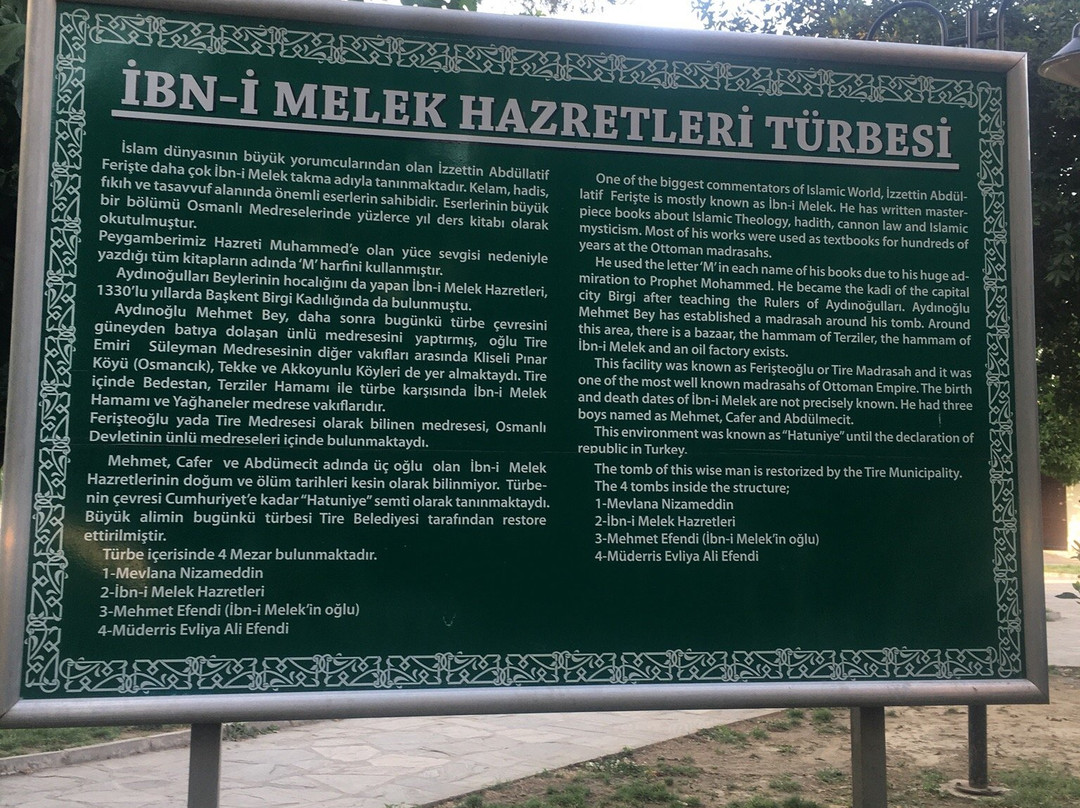 İBN-İ MELEK HAZRETLERİ TÜRBESİ
İslam dünyasının büyük yorumcularından olan İzzettin Abdüllatif
Ferişte daha çok İbn-i Melek takma adıyla tanınmaktadır. Kelam, hadis,
fıkıh ve tasavvuf alanında önemli eserlerin sahibidir. Eserlerinin büyük
bir bölümü Osmanlı Medreselerinde yüzlerce yıl ders kitabı olarak
okutulmuştur.
Peygamberimiz Hazreti Muhammed'e olan yüce sevgisi nedeniyle
yazdığı tüm kitapların adında 'M' harfini kullanmıştır.
Aydınoğulları Beylerinin hocalığını da yapan İbn-i Melek Hazretleri,
1330'lu yıllarda Başkent Birgi Kadılığında da bulunmuştu.
Aydınoğlu Mehmet Bey, daha sonra bugünkü türbe çevresini
güneyden batıya dolaşan ünlü medresesini yaptırmış, oğlu Tire
Emiri Süleyman Medresesinin diğer vakıfları arasında Kliseli Pınar
Köyü (Osmancık), Tekke ve Akkoyunlu Köyleri de yer almaktaydı. Tire
içinde Bedestan, Terziler Hamamı ile türbe karşısında İbn-i Melek
Hamamı ve Yağhaneler medrese vakıflarıdır.
Ferişteoğlu yada Tire Medresesi olarak bilinen medresesi, Osmanlı
Devletinin ünlü medreseleri içinde bulunmaktaydı.
Mehmet, Cafer ve Abdümecit adında üç oğlu olan İbn-i Melek
Hazretlerinin doğum ve ölüm tarihleri kesin olarak bilinmiyor. Türbe-
nin çevresi Cumhuriyet'e kadar "Hatuniye" semti olarak tanınmaktaydı.
Büyük alimin bugünkü türbesi Tire Belediyesi tarafından restore
ettirilmiştir.
Türbe içerisinde 4 Mezar bulunmaktadır.
1-Mevlana Nizameddin
2-İbn-i Melek Hazretleri
3-Mehmet Efendi (İbn-i Melek'in oğlu)
4-Müderris Evliya Ali Efendi
One of the biggest commentators of Islamic World, İzzettin Abdül-
latif Ferişte is mostly known as İbn-i Melek. He has written master-
piece books about Islamic Theology, hadith, cannon law and Islamic
mysticism. Most of his works were used as textbooks for hundreds of
years at the Ottoman madrasahs.
He used the letter 'M' in each name of his books due to his huge ad-
miration to Prophet Mohammed. He became the kadi of the capital
city Birgi after teaching the Rulers of Aydınoğulları. Aydınoğlu
Mehmet Bey has established a madrasah around his tomb. Around
this area, there is a bazaar, the hammam of Terziler, the hammam of
İbn-i Melek and an oil factory exists.
This facility was known as Ferişteoğlu or Tire Madrasah and it was
one of the most well known madrasahs of Ottoman Empire. The birth
and death dates of İbn-i Melek are not precisely known. He had three
boys named as Mehmet, Cafer and Abdülmecit.
This environment was known as "Hatuniye" until the declaration of
republic in Turkey.
The tomb of this wise man is restorized by the Tire Municipality.
The 4 tombs inside the structure;
1-Mevlana Nizameddin
2-İbn-i Melek Hazretleri
3-Mehmet Efendi (İbn-i Melek'in oğlu)
4-Müderris Evliya Ali Efendi